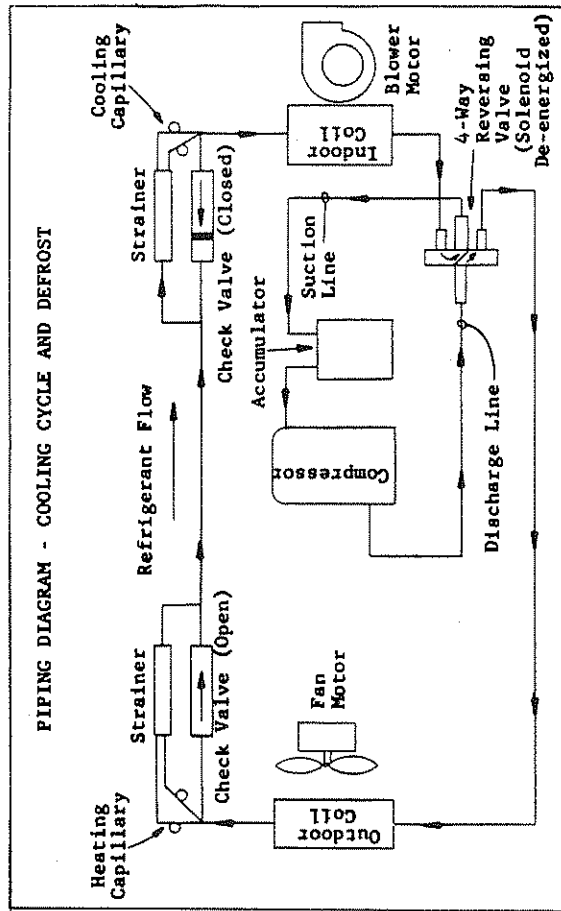 PIPING DIAGRAM - COOLING CYCLE AND DEFROST
Heating
Capillary
Strainer
Check Valve (Open)
Refrigerant Flow
Strainer
Check Valve (Closed)
Cooling
Capillary
Outdoor
Coil
Fan
Motor
Compressor
Accumulator
Suction
Line
Discharge Line
Indoor
Coil
Blower
Motor
4-Way
Reversing
Valve
(Solenoid
De-energized)